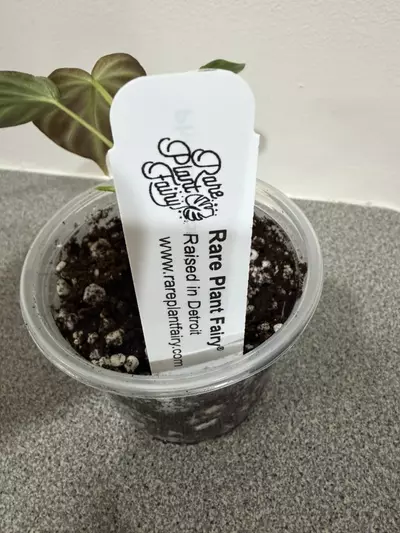 Rare
Plant
Fairy
Rare Plant Fairy®
Raised in Detroit
www.rareplantfairy.com